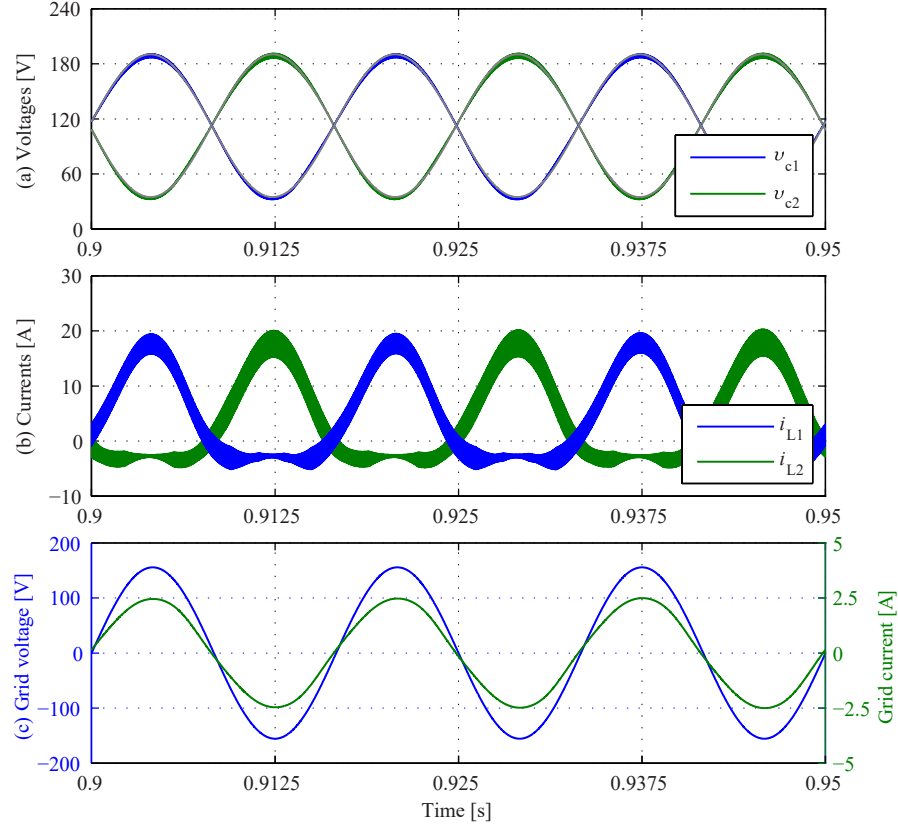 240
180
120
60
0
(a) Voltages [V]
υc1
υc2
0.9 0.9125 0.925 0.9375 0.95
30
20
10
0
−10
(b) Currents [A]
iL1
iL2
0.9 0.9125 0.925 0.9375 0.95
200
100
0
−100
−200
(c) Grid voltage [V]
5
2.5
0
−2.5
−5
Grid current [A]
0.9 0.9125 0.925 0.9375 0.95
Time [s]